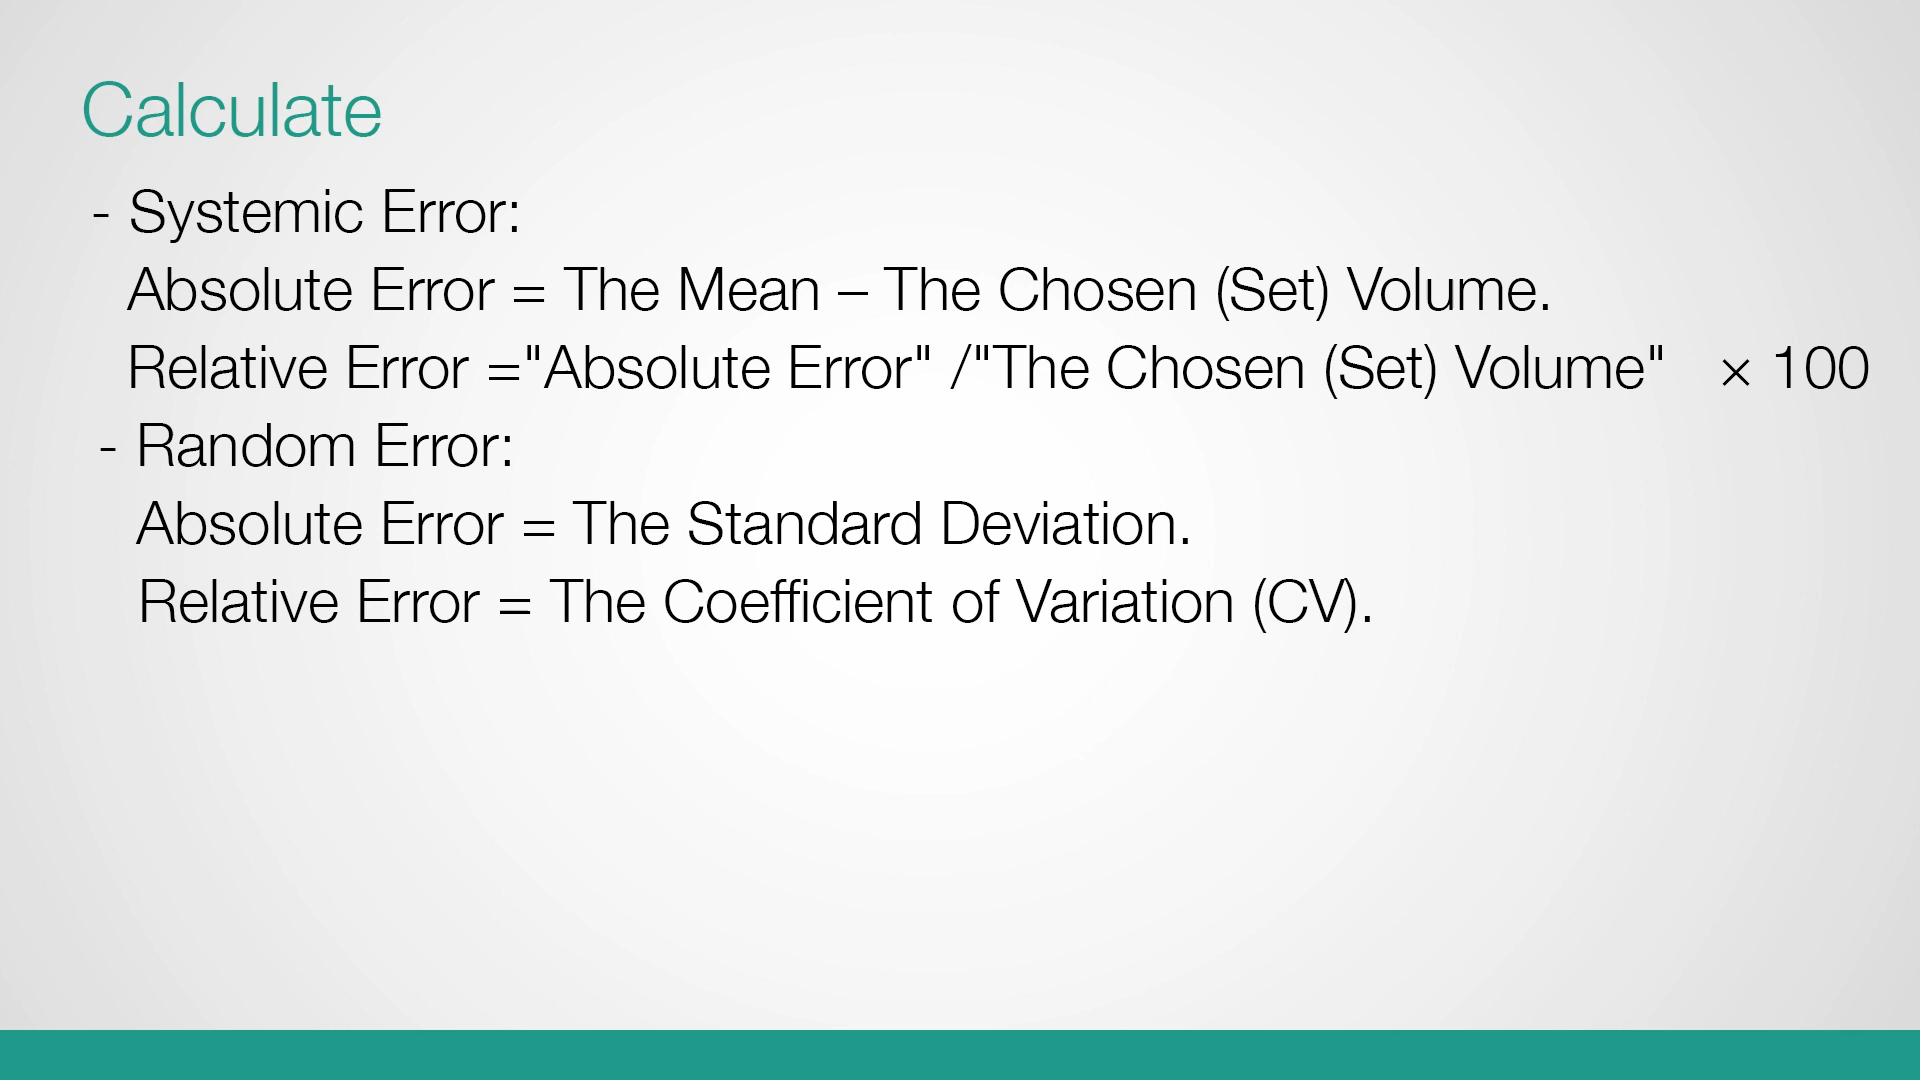 Calculate
- Systemic Error:
Absolute Error = The Mean – The Chosen (Set) Volume.
Relative Error ="Absolute Error" /"The Chosen (Set) Volume" × 100
- Random Error:
Absolute Error = The Standard Deviation.
Relative Error = The Coefficient of Variation (CV).